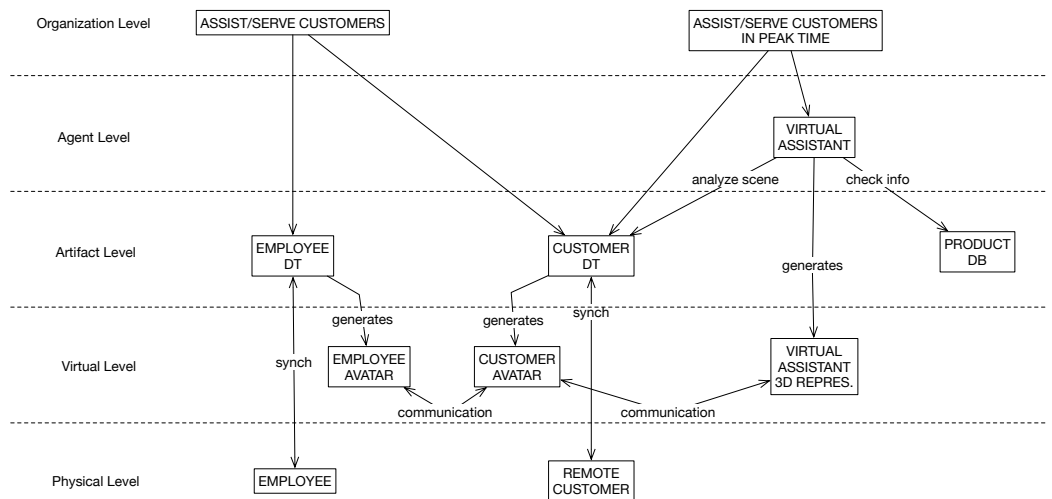 Organization Level
ASSIST/SERVE CUSTOMERS
ASSIST/SERVE CUSTOMERS
IN PEAK TIME
Agent Level
VIRTUAL
ASSISTANT
analyze scene
check info
Artifact Level
EMPLOYEE
DT
CUSTOMER
DT
PRODUCT
DB
generates
generates
generates
synch
synch
Virtual Level
EMPLOYEE
AVATAR
CUSTOMER
AVATAR
VIRTUAL
ASSISTANT
3D REPRES.
communication
communication
Physical Level
EMPLOYEE
REMOTE
CUSTOMER